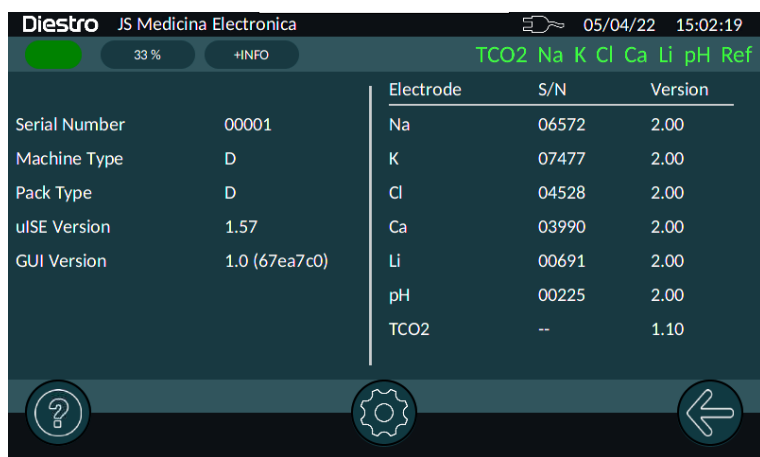 Diestro JS Medicina Electronica 05/04/22 15:02:19
33 % +INFO TCO2 Na K Cl Ca Li pH Ref
Serial Number 00001
Machine Type D
Pack Type D
uISE Version 1.57
GUI Version 1.0 (67ea7c0)
Electrode S/N Version
Na 06572 2.00
K 07477 2.00
Cl 04528 2.00
Ca 03990 2.00
Li 00691 2.00
pH 00225 2.00
TCO2 -- 1.10
?